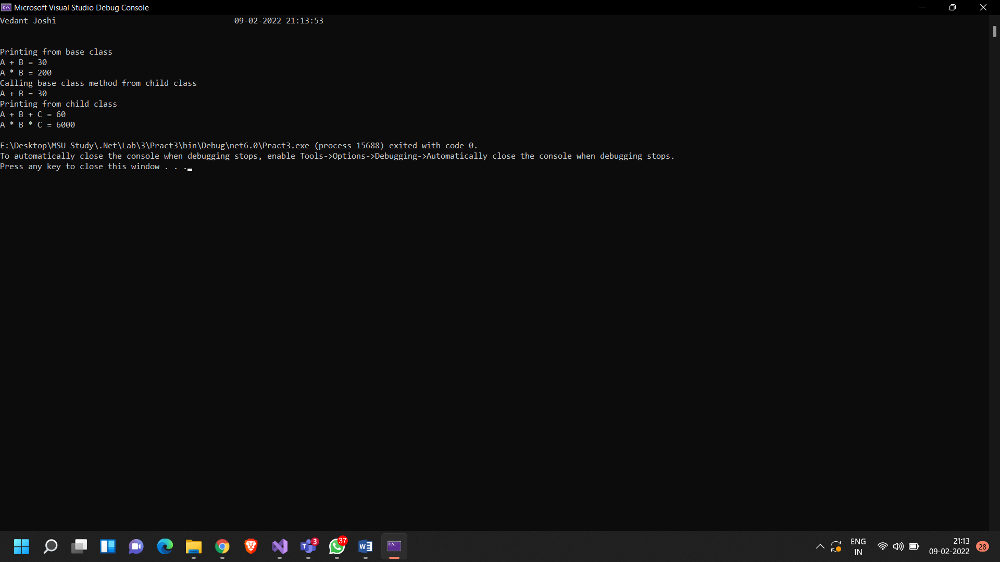 Microsoft Visual Studio Debug Console
Vedant Joshi 09-02-2022 21:13:53
Printing from base class
A + B = 30
A * B = 200
Calling base class method from child class
A + B = 30
Printing from child class
A + B + C = 60
A * B * C = 6000
E:\Desktop\MSU Study\.Net\Lab\3\Pract3\bin\Debug\net6.0\Pract3.exe (process 15688) exited with code 0.
To automatically close the console when debugging stops, enable Tools->Options->Debugging->Automatically close the console when debugging stops.
Press any key to close this window . . .
3
37
ENG
IN
21:13
09-02-2022
28